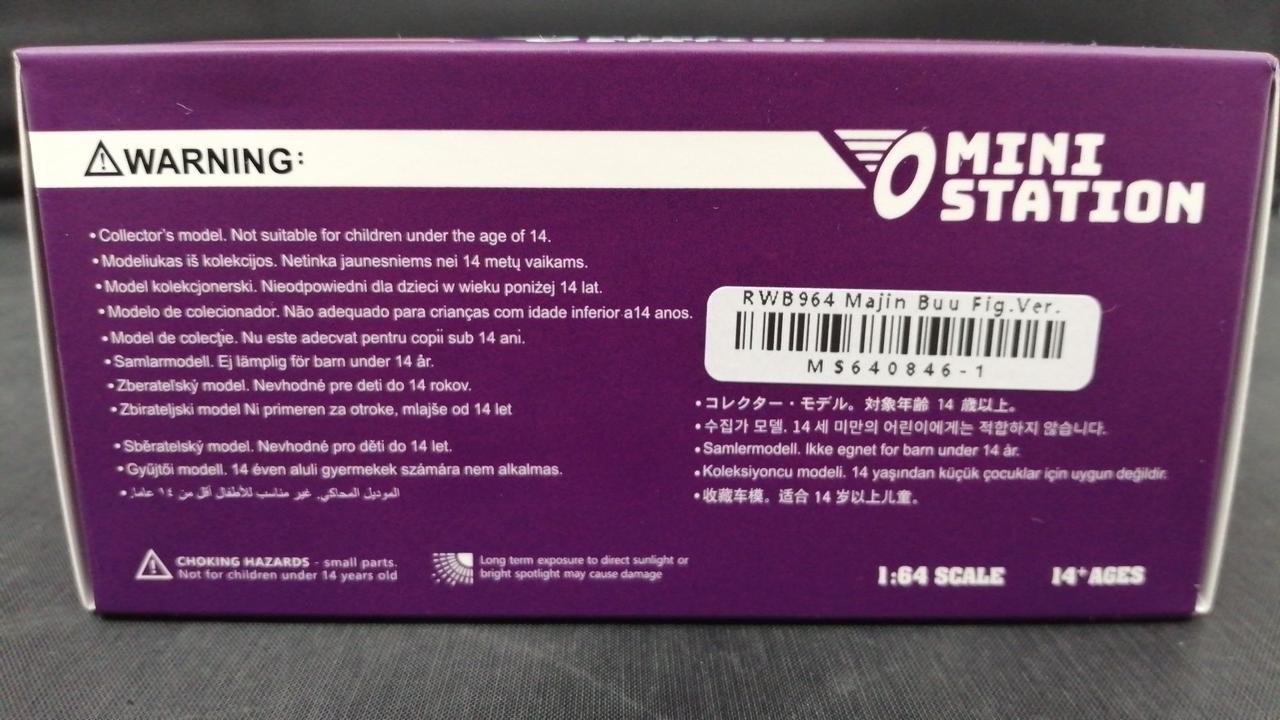 ⚠WARNING:
MINI
STATION
•Collector's model. Not suitable for children under the age of 14.
•Modeliukas iš kolekcijos. Netinka jaunesniems nei 14 metų vaikams.
•Model kolekcjonerski. Nieodpowiedni dla dzieci w wieku poniżej 14 lat.
•Modelo de colecionador. Não adequado para crianças com idade inferior a14 anos.
•Model de colecţie. Nu este adecvat pentru copii sub 14 ani.
•Samlarmodell. Ej lämplig för barn under 14 år.
•Zberateľský model. Nevhodné pre deti do 14 rokov.
•Zbirateljski model Ni primeren za otroke, mlajše od 14 let
•Sběratelský model. Nevhodné pro děti do 14 let.
•Gyűjtői modell. 14 éven aluli gyermekek számára nem alkalmas.
•الموديل المحاكي. غير مناسب للأطفال أقل من ١٤ عاما.
RWB964 Majin Buu Fig.Ver.
MS640846-1
•コレクター・モデル。対象年齢 14 歳以上。
•수집가 모델. 14 세 미만의 어린이에게는 적합하지 않습니다.
•Samlermodell. Ikke egnet for barn under 14 år.
•Koleksiyoncu modeli. 14 yaşından küçük çocuklar için uygun değildir.
•收藏车模。适合 14 岁以上儿童。
CHOKING HAZARDS - small parts.
Not for children under 14 years old
Long term exposure to direct sunlight or
bright spotlight may cause damage
1:64 SCALE
14+AGES